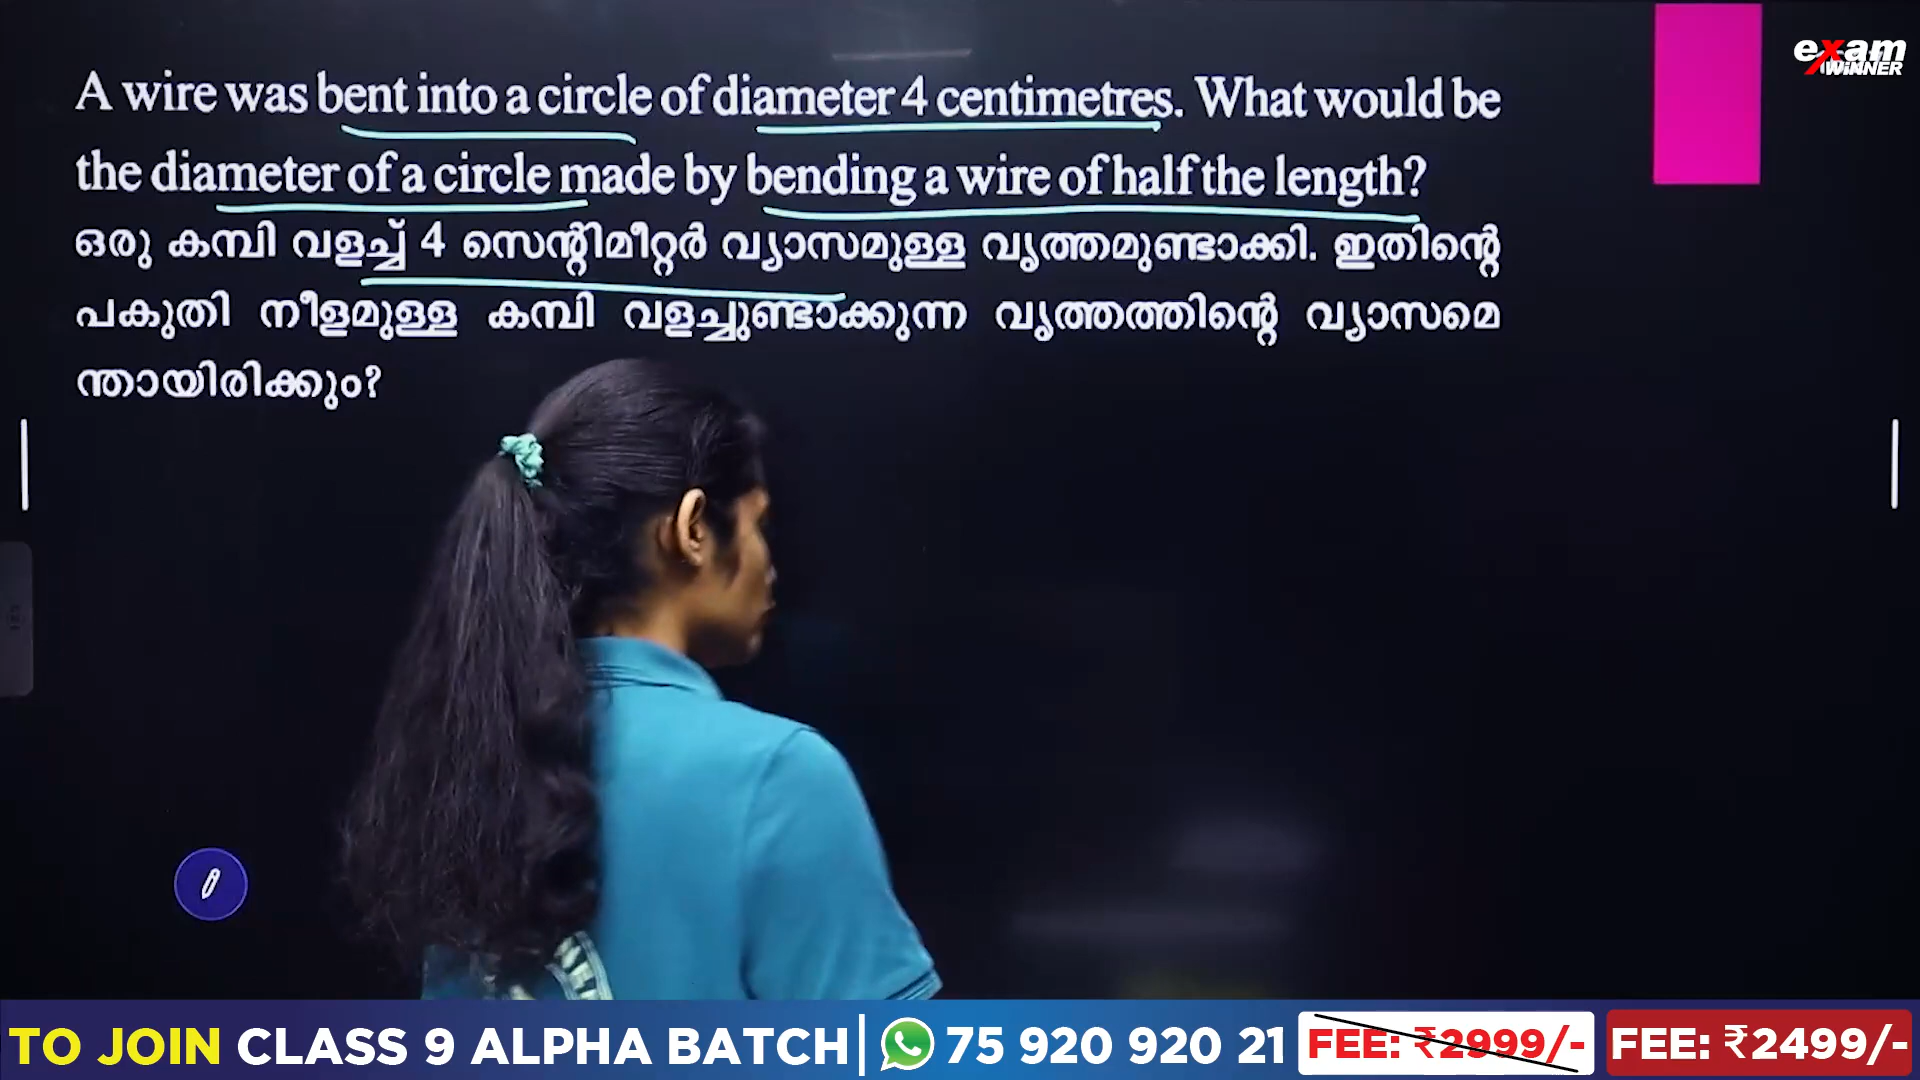 A wire was bent into a circle of diameter 4 centimetres. What would be
the diameter of a circle made by bending a wire of half the length?
ഒരു കമ്പി വളച്ച് 4 സെന്റിമീറ്റർ വ്യാസമുള്ള വൃത്തമുണ്ടാക്കി. ഇതിന്റെ
പകുതി നീളമുള്ള കമ്പി വളച്ചുണ്ടാക്കുന്ന വൃത്തത്തിന്റെ വ്യാസമെ
ന്തായിരിക്കും?
exam
WINNER
TO JOIN CLASS 9 ALPHA BATCH | 75 920 920 21 FEE: ₹2999/- FEE: ₹2499/-